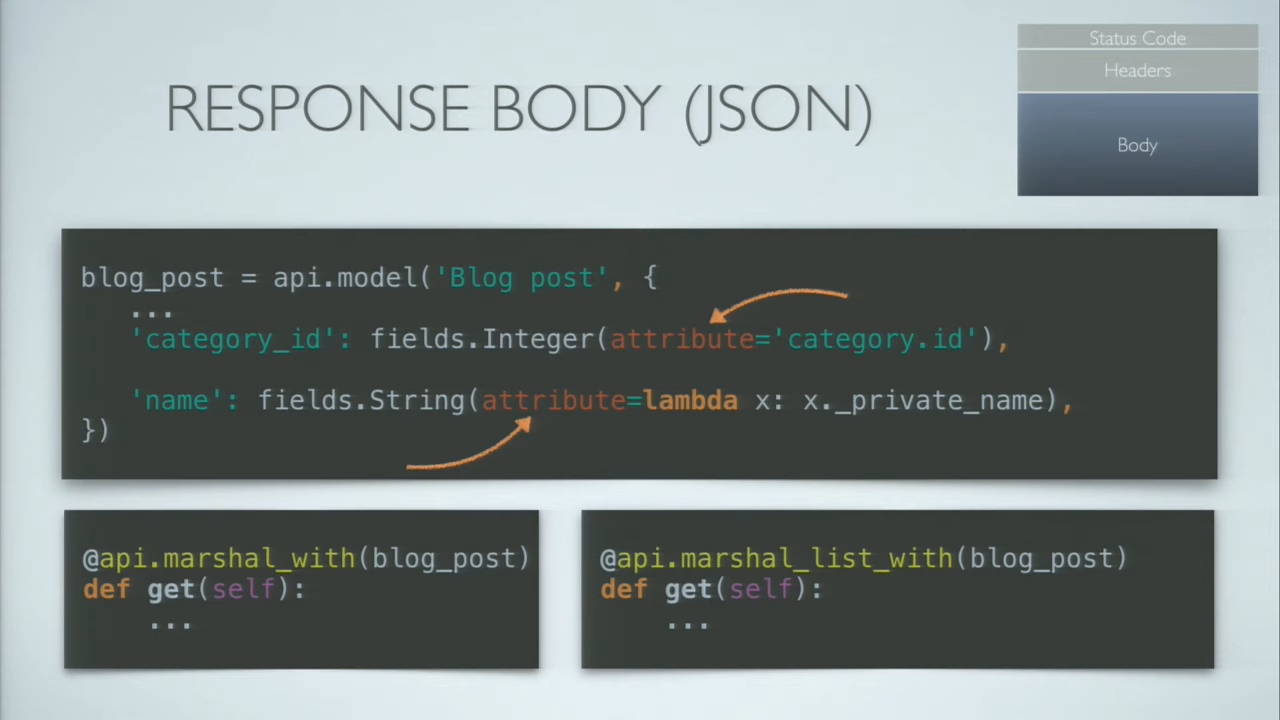 RESPONSE BODY (JSON)
Status Code
Headers
Body
blog_post = api.model('Blog post', {
...
'category_id': fields.Integer(attribute='category.id'),
'name': fields.String(attribute=lambda x: x._private_name),
})
@api.marshal_with(blog_post)
def get(self):
...
@api.marshal_list_with(blog_post)
def get(self):
...